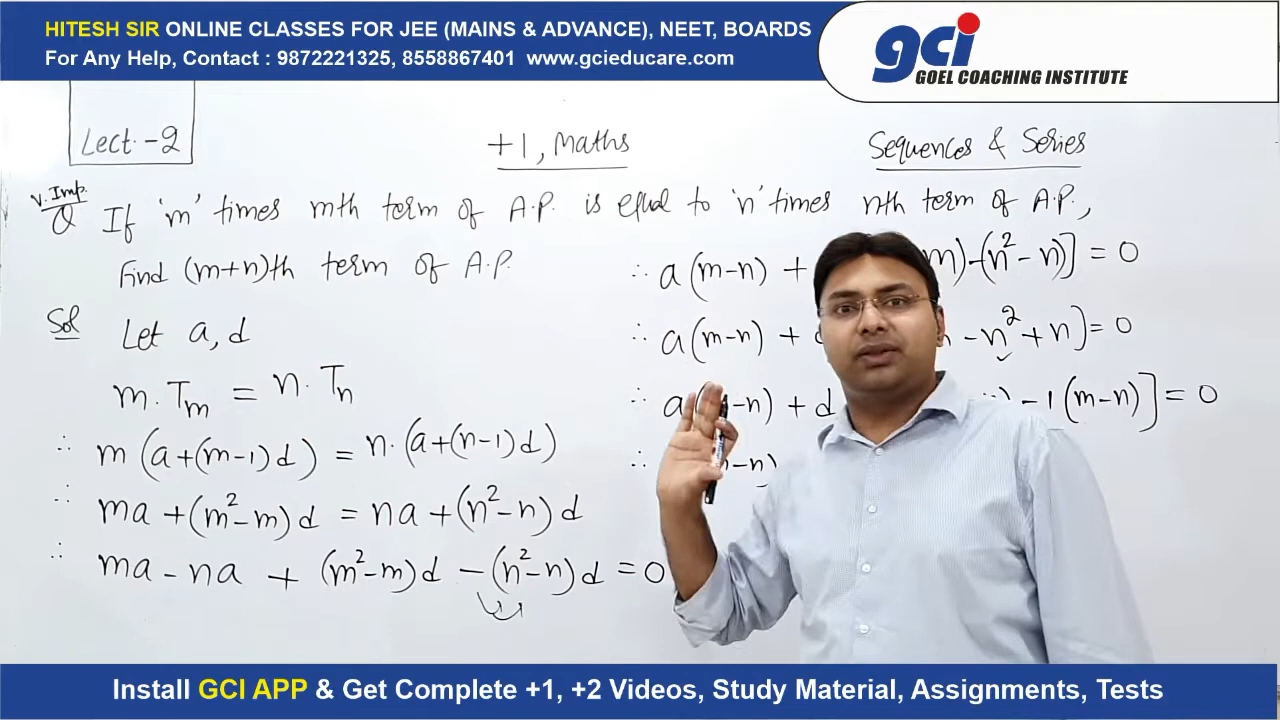 HITESH SIR ONLINE CLASSES FOR JEE (MAINS & ADVANCE), NEET, BOARDS
For Any Help, Contact : 9872221325, 8558867401 www.gcieducare.com
gci
GOEL COACHING INSTITUTE
Lect.-2
+1, Maths
Sequences & Series
V. Imp.
Q If 'm' times mth term of A.P. is equal to 'n' times nth term of A.P.,
Find (m+n)th term of A.P.
Sol Let a, d
m.Tm = n.Tn
∴ m(a+(m-1)d) = n.(a+(n-1)d)
∴ ma+(m²-m)d = na+(n²-n)d
∴ ma-na + (m²-m)d -(n²-n)d = 0
∴ a(m-n) + m)-(n²-n)] = 0
∴ a(m-n) + -n²+n] = 0
∴ a( -n) + d -1(m-n)] = 0
∴ -n)
Install GCI APP & Get Complete +1, +2 Videos, Study Material, Assignments, Tests